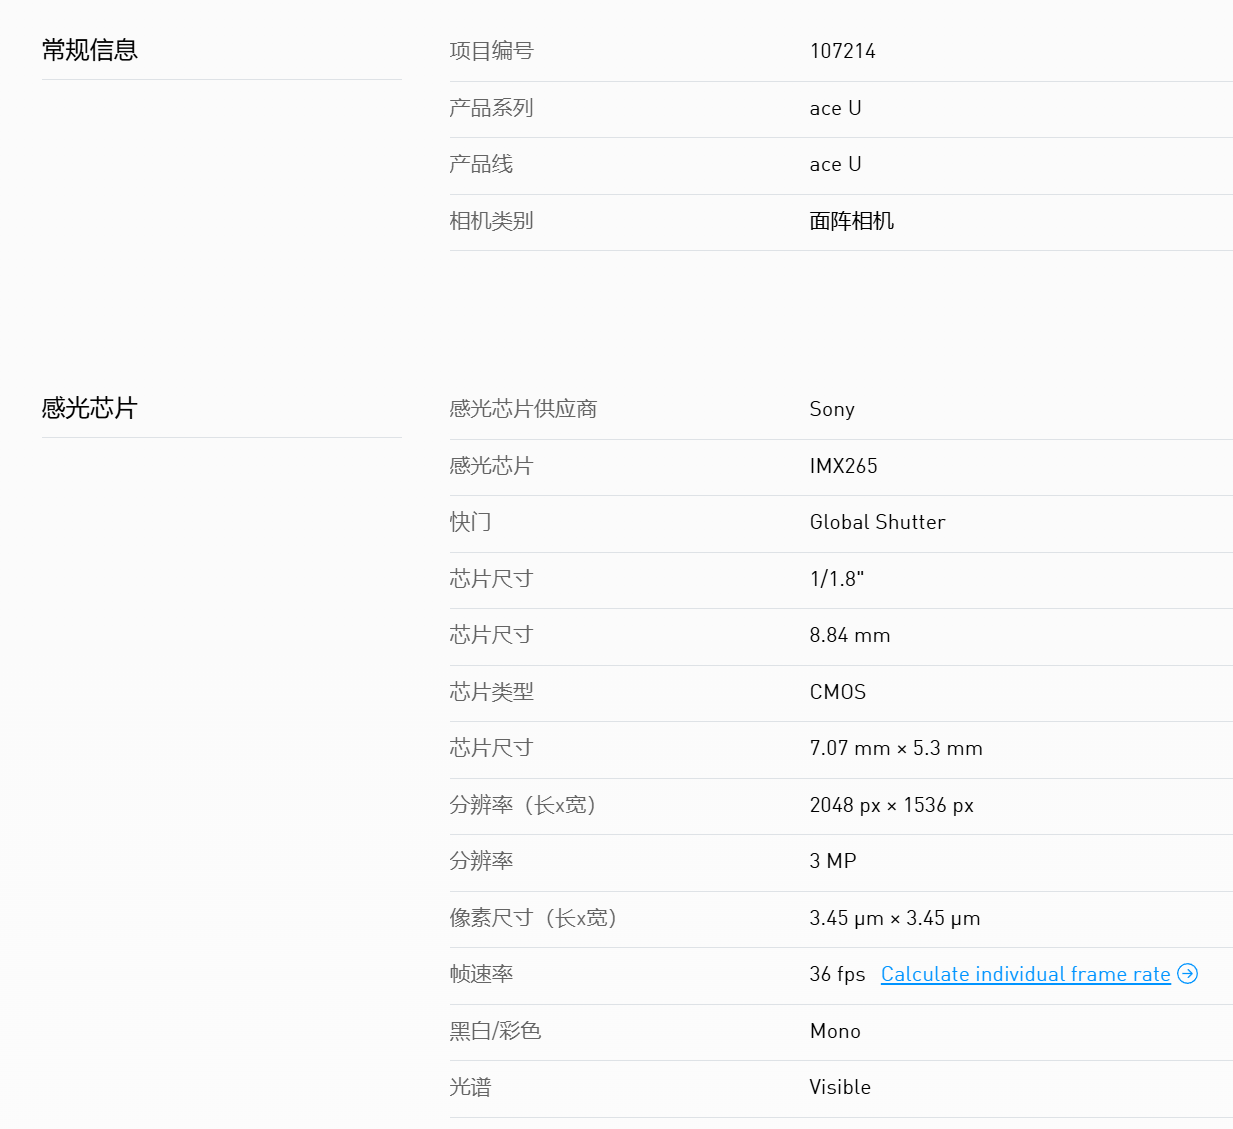 常规信息
项目编号 107214
产品系列 ace U
产品线 ace U
相机类别 面阵相机
感光芯片
感光芯片供应商 Sony
感光芯片 IMX265
快门 Global Shutter
芯片尺寸 1/1.8"
芯片尺寸 8.84 mm
芯片类型 CMOS
芯片尺寸 7.07 mm × 5.3 mm
分辨率（长x宽） 2048 px × 1536 px
分辨率 3 MP
像素尺寸（长x宽） 3.45 µm × 3.45 µm
帧速率 36 fps Calculate individual frame rate
黑白/彩色 Mono
光谱 Visible